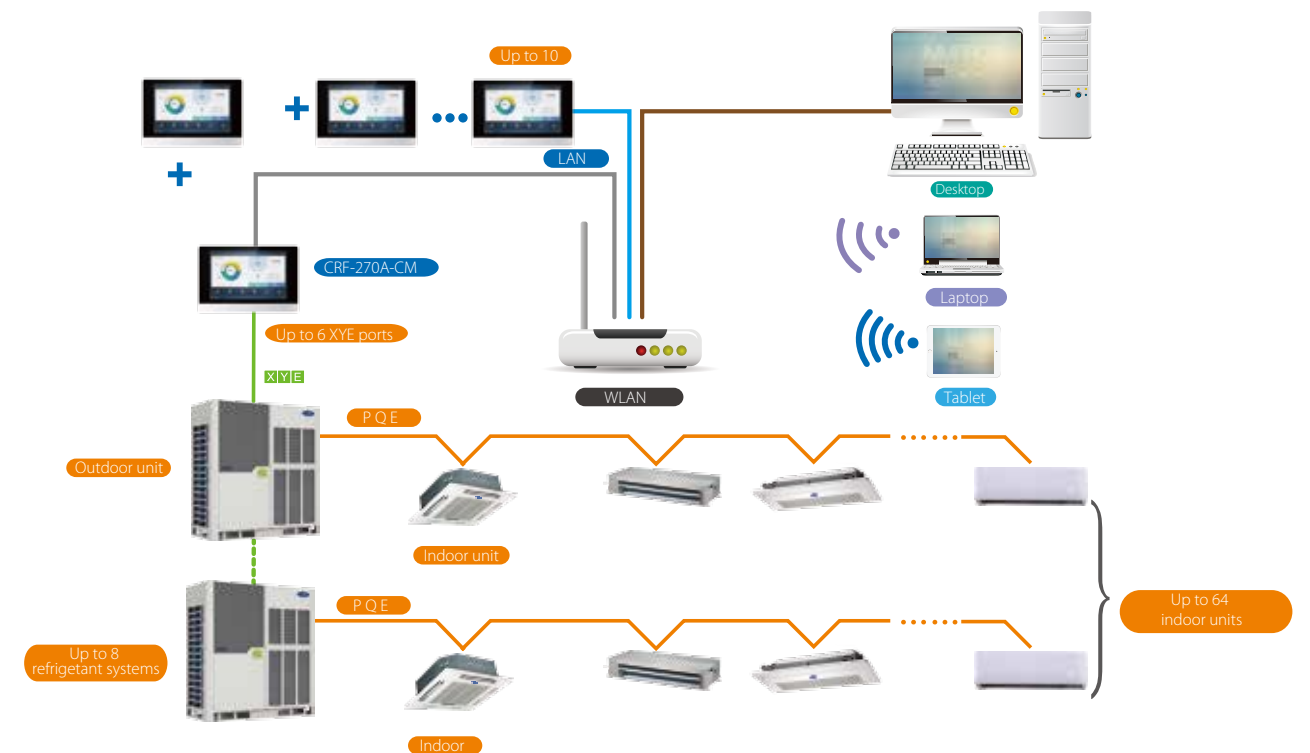 Up to 10
LAN
Desktop
CRF-270A-CM
Laptop
Up to 6 XYE ports
X Y E
WLAN
Tablet
P Q E
Outdoor unit
Indoor unit
P Q E
Up to 64
indoor units
Up to 8
refrigetant systems
Indoor